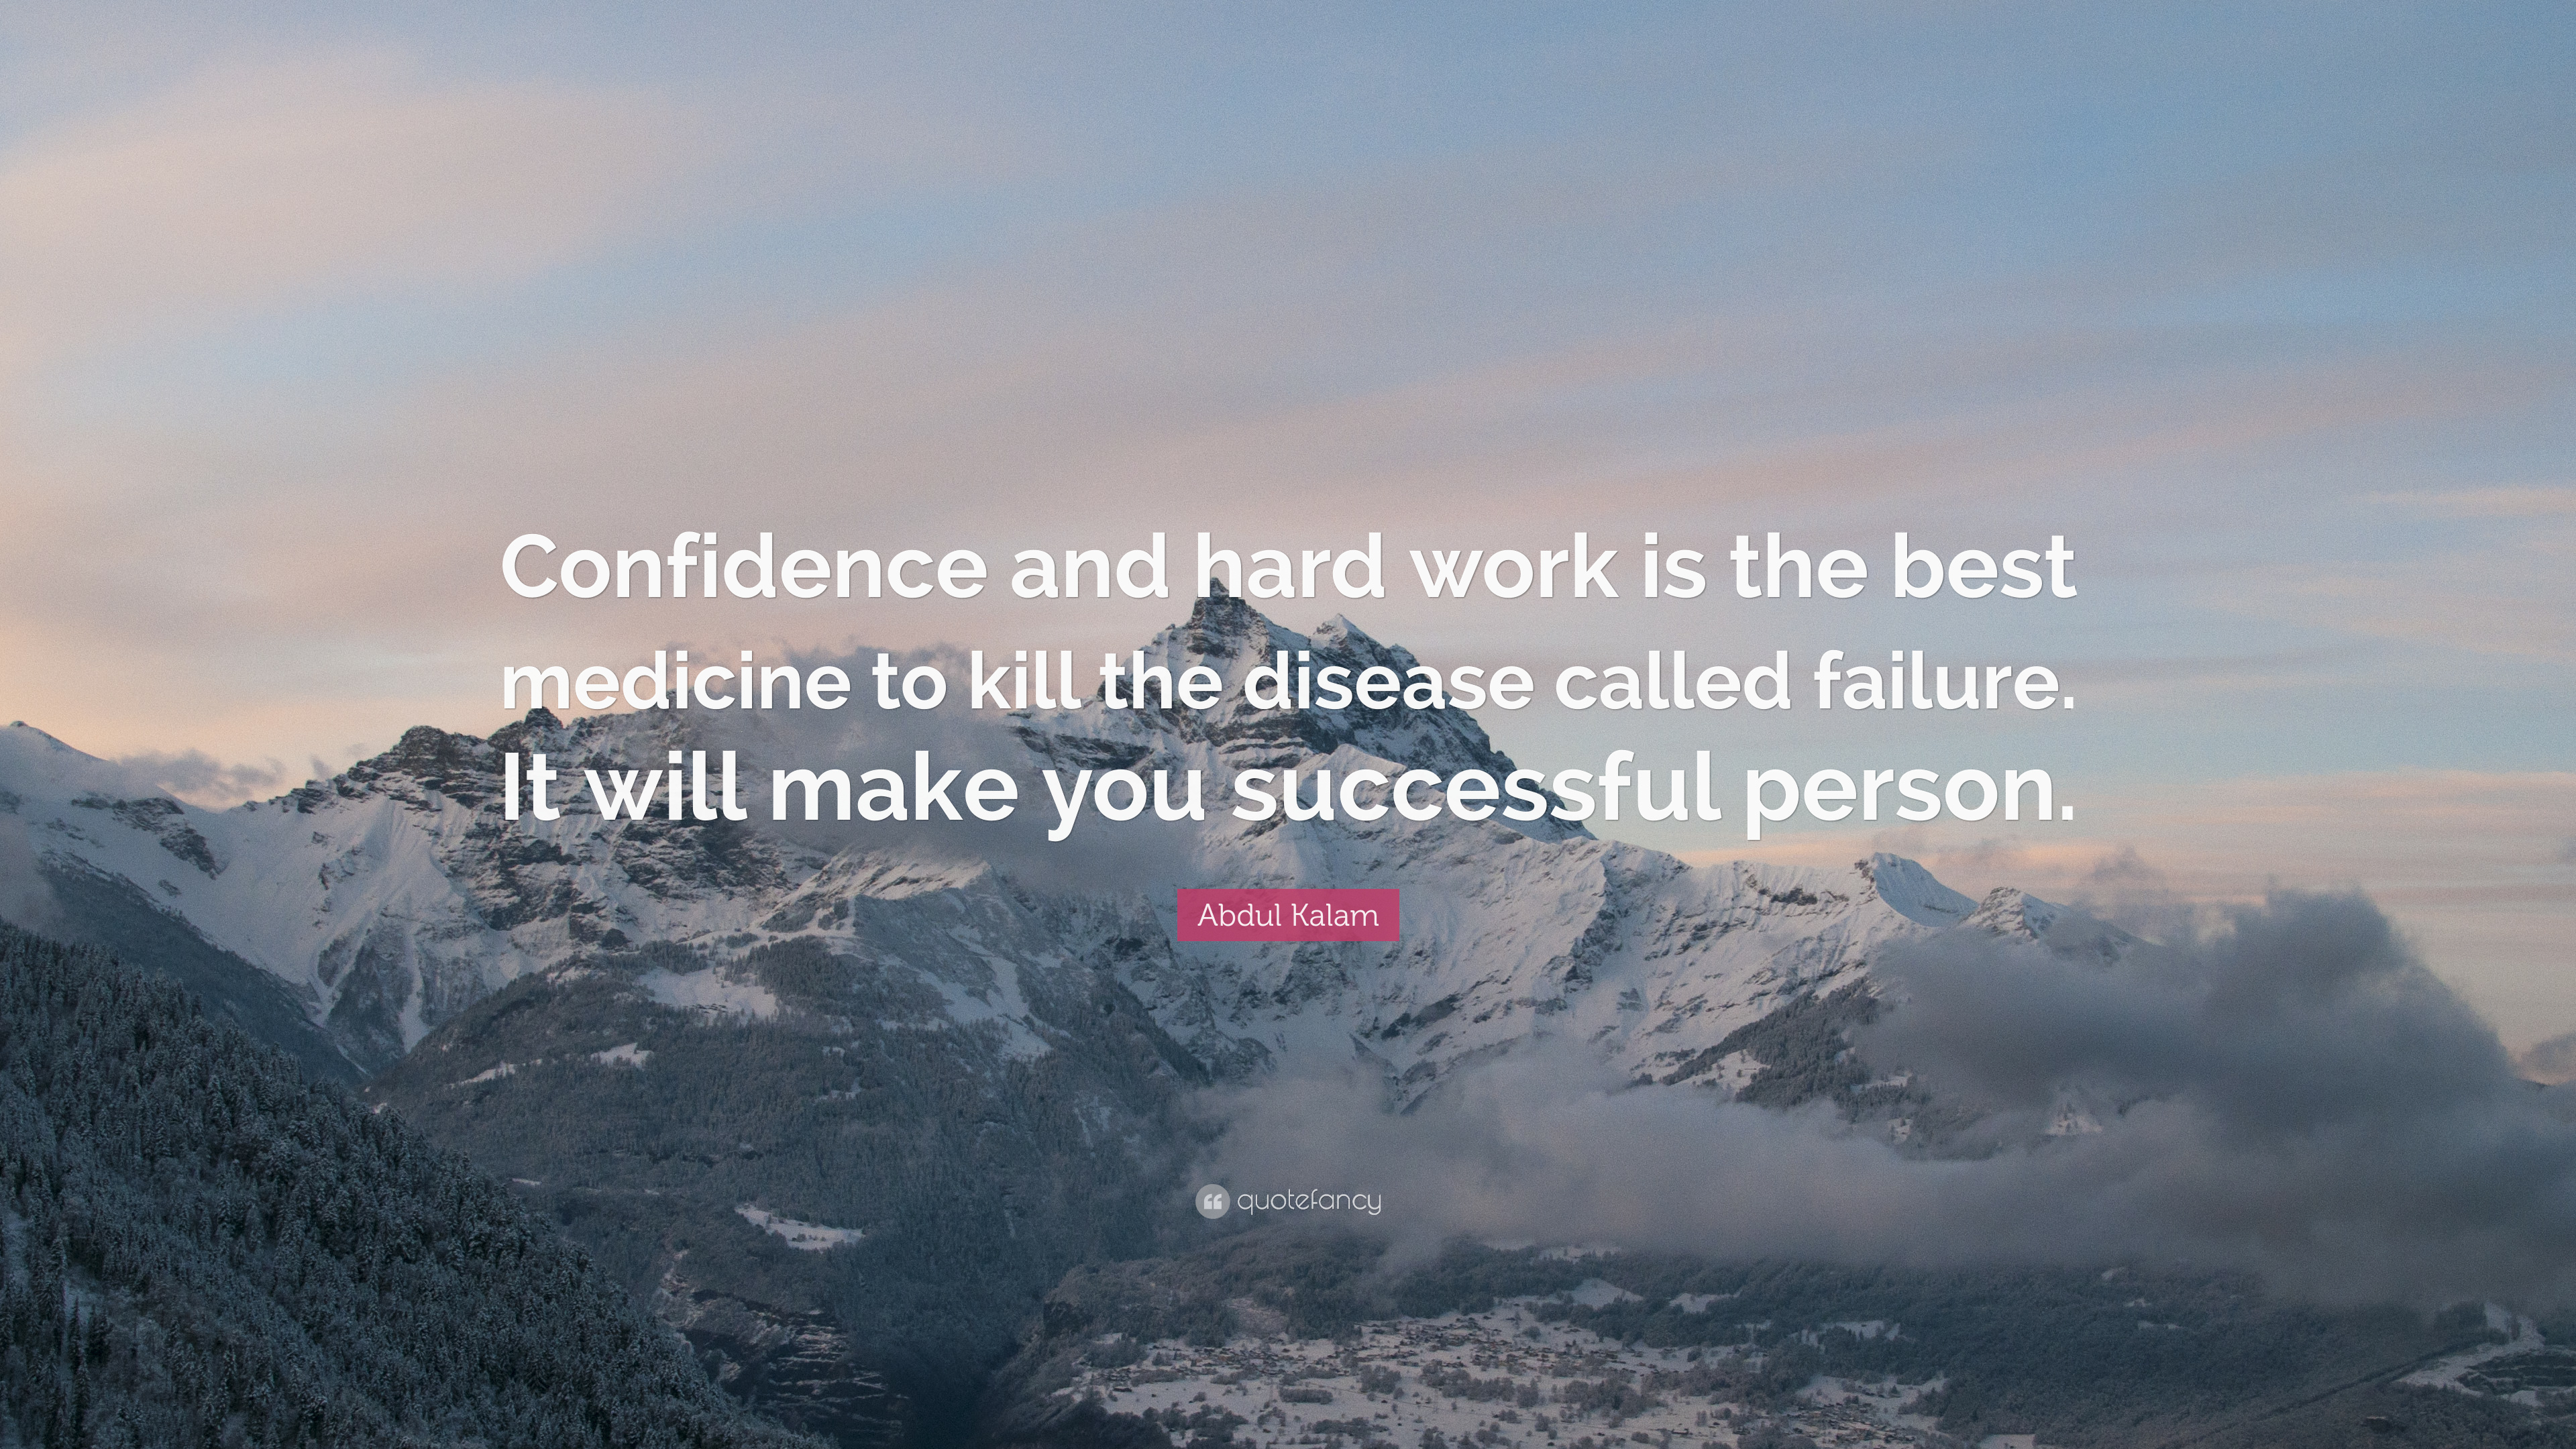 Confidence and hard work is the best
medicine to kill the disease called failure.
It will make you successful person.
Abdul Kalam
quotefancy